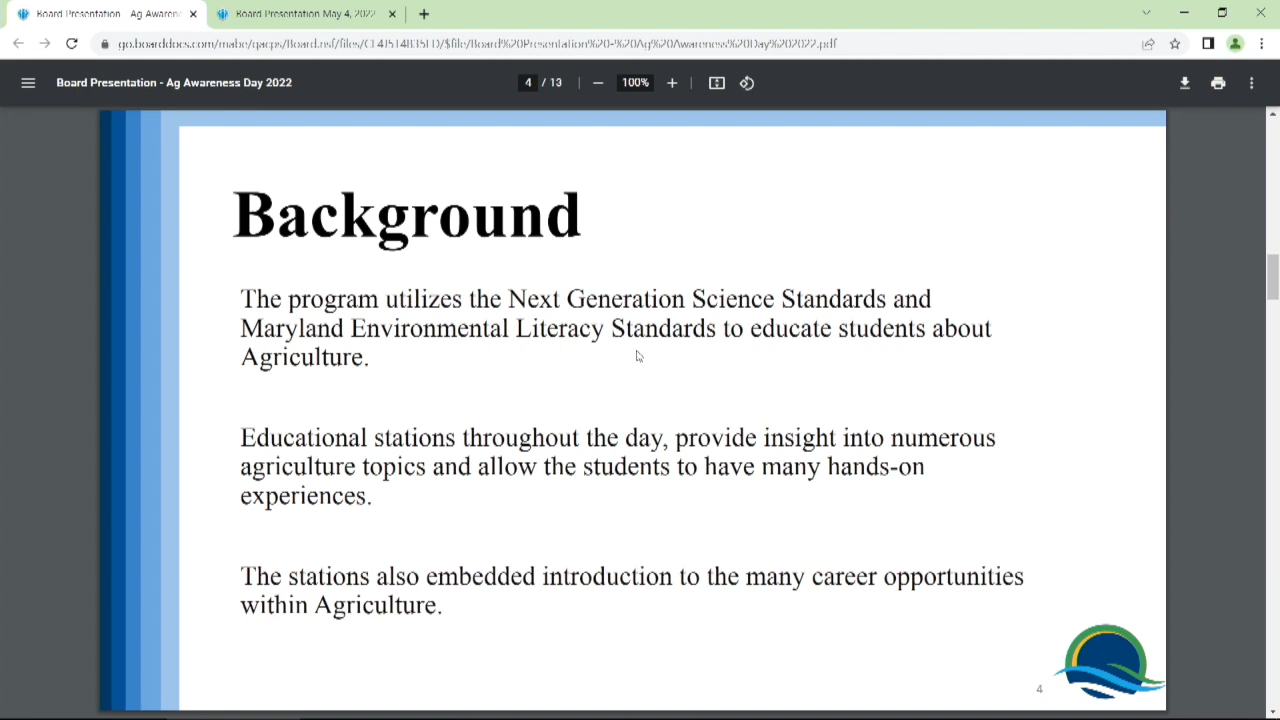 Board Presentation - Ag Awaren
Board Presentation May 4, 2022
Board Presentation - Ag Awareness Day 2022
4 / 13
100%
Background
The program utilizes the Next Generation Science Standards and
Maryland Environmental Literacy Standards to educate students about
Agriculture.
Educational stations throughout the day, provide insight into numerous
agriculture topics and allow the students to have many hands-on
experiences.
The stations also embedded introduction to the many career opportunities
within Agriculture.
4